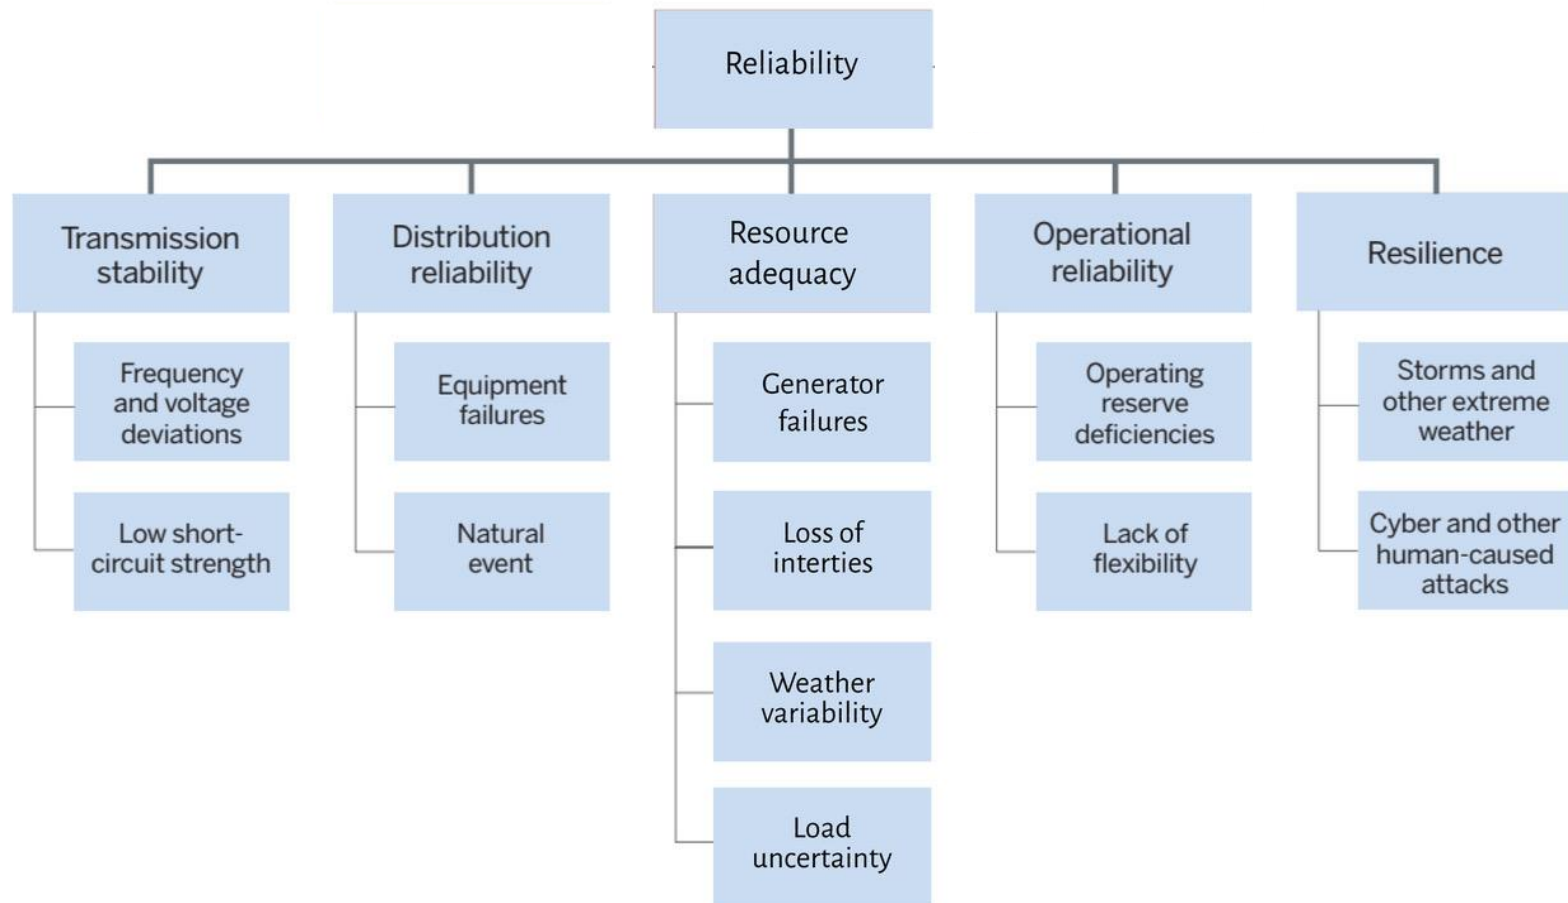 Reliability
Transmission
stability
Frequency
and voltage
deviations
Low short-
circuit strength
Distribution
reliability
Equipment
failures
Natural
event
Resource
adequacy
Generator
failures
Loss of
interties
Weather
variability
Load
uncertainty
Operational
reliability
Operating
reserve
deficiencies
Lack of
flexibility
Resilience
Storms and
other extreme
weather
Cyber and other
human-caused
attacks